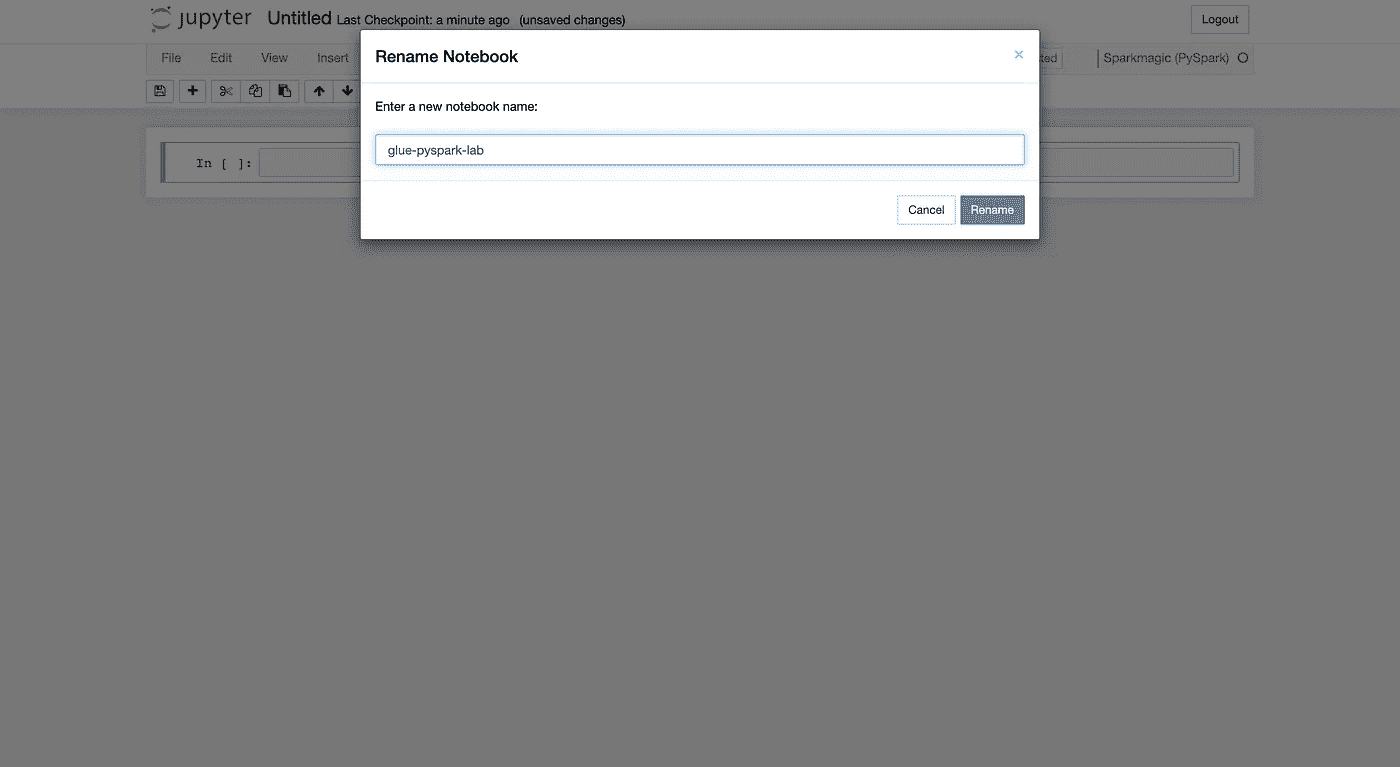 jupyter Untitled Last Checkpoint: a minute ago (unsaved changes) Logout
Rename Notebook ×
File Edit View Insert ted Sparkmagic (PySpark)
Enter a new notebook name:
glue-pyspark-lab
In [ ]:
Cancel Rename